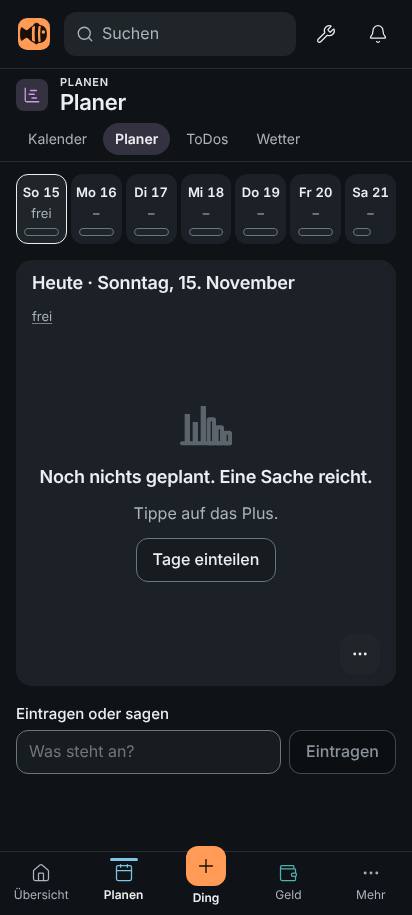 Suchen
PLANEN
Planer
Kalender Planer ToDos Wetter
So 15 Mo 16 Di 17 Mi 18 Do 19 Fr 20 Sa 21
frei – – – – – –
Heute · Sonntag, 15. November
frei
Noch nichts geplant. Eine Sache reicht.
Tippe auf das Plus.
Tage einteilen
Eintragen oder sagen
Was steht an? Eintragen
Übersicht Planen Ding Geld Mehr